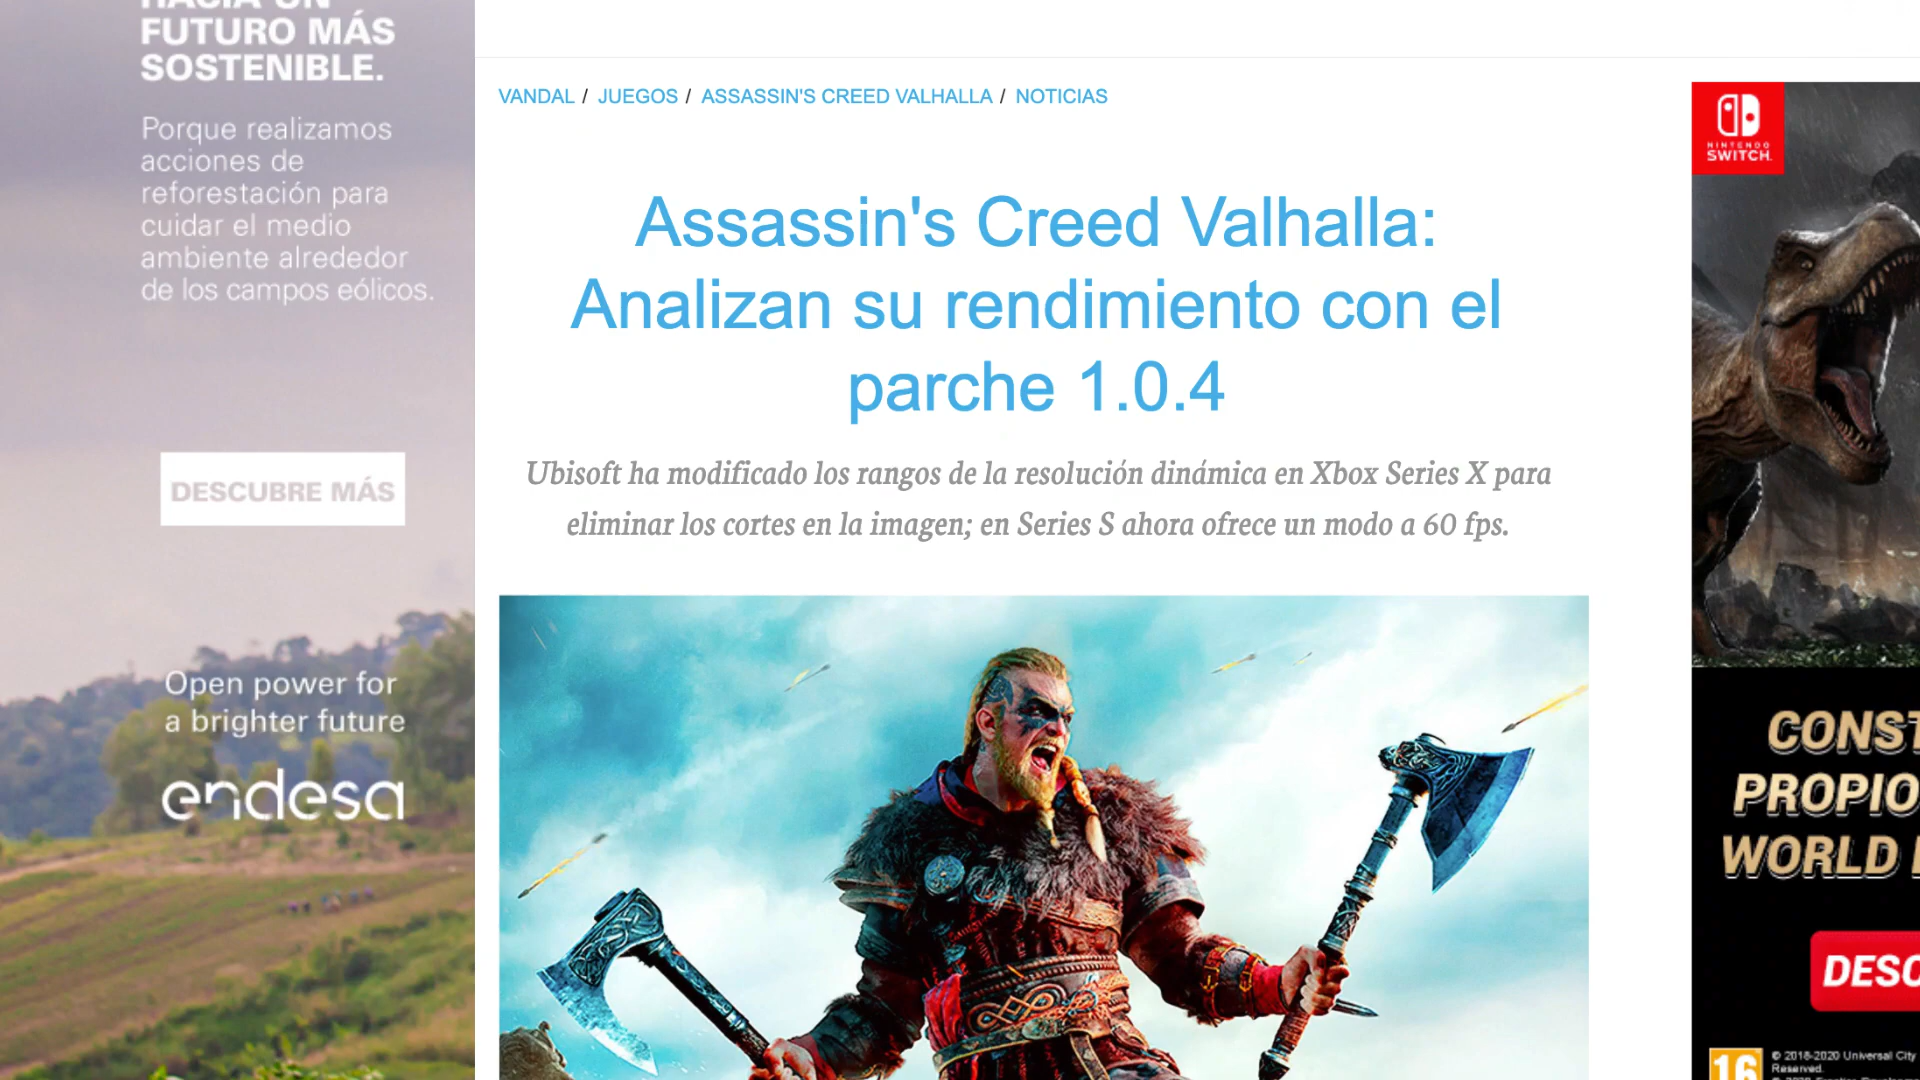 HACIA UN
FUTURO MÁS
SOSTENIBLE.
Porque realizamos
acciones de
reforestación para
cuidar el medio
ambiente alrededor
de los campos eólicos.
DESCUBRE MÁS
Open power for
a brighter future
endesa
VANDAL / JUEGOS / ASSASSIN'S CREED VALHALLA / NOTICIAS
Assassin's Creed Valhalla:
Analizan su rendimiento con el
parche 1.0.4
Ubisoft ha modificado los rangos de la resolución dinámica en Xbox Series X para
eliminar los cortes en la imagen; en Series S ahora ofrece un modo a 60 fps.
NINTENDO
SWITCH
CONST
PROPIO
WORLD
DESC
16
© 2018-2020 Universal City
Reserved.